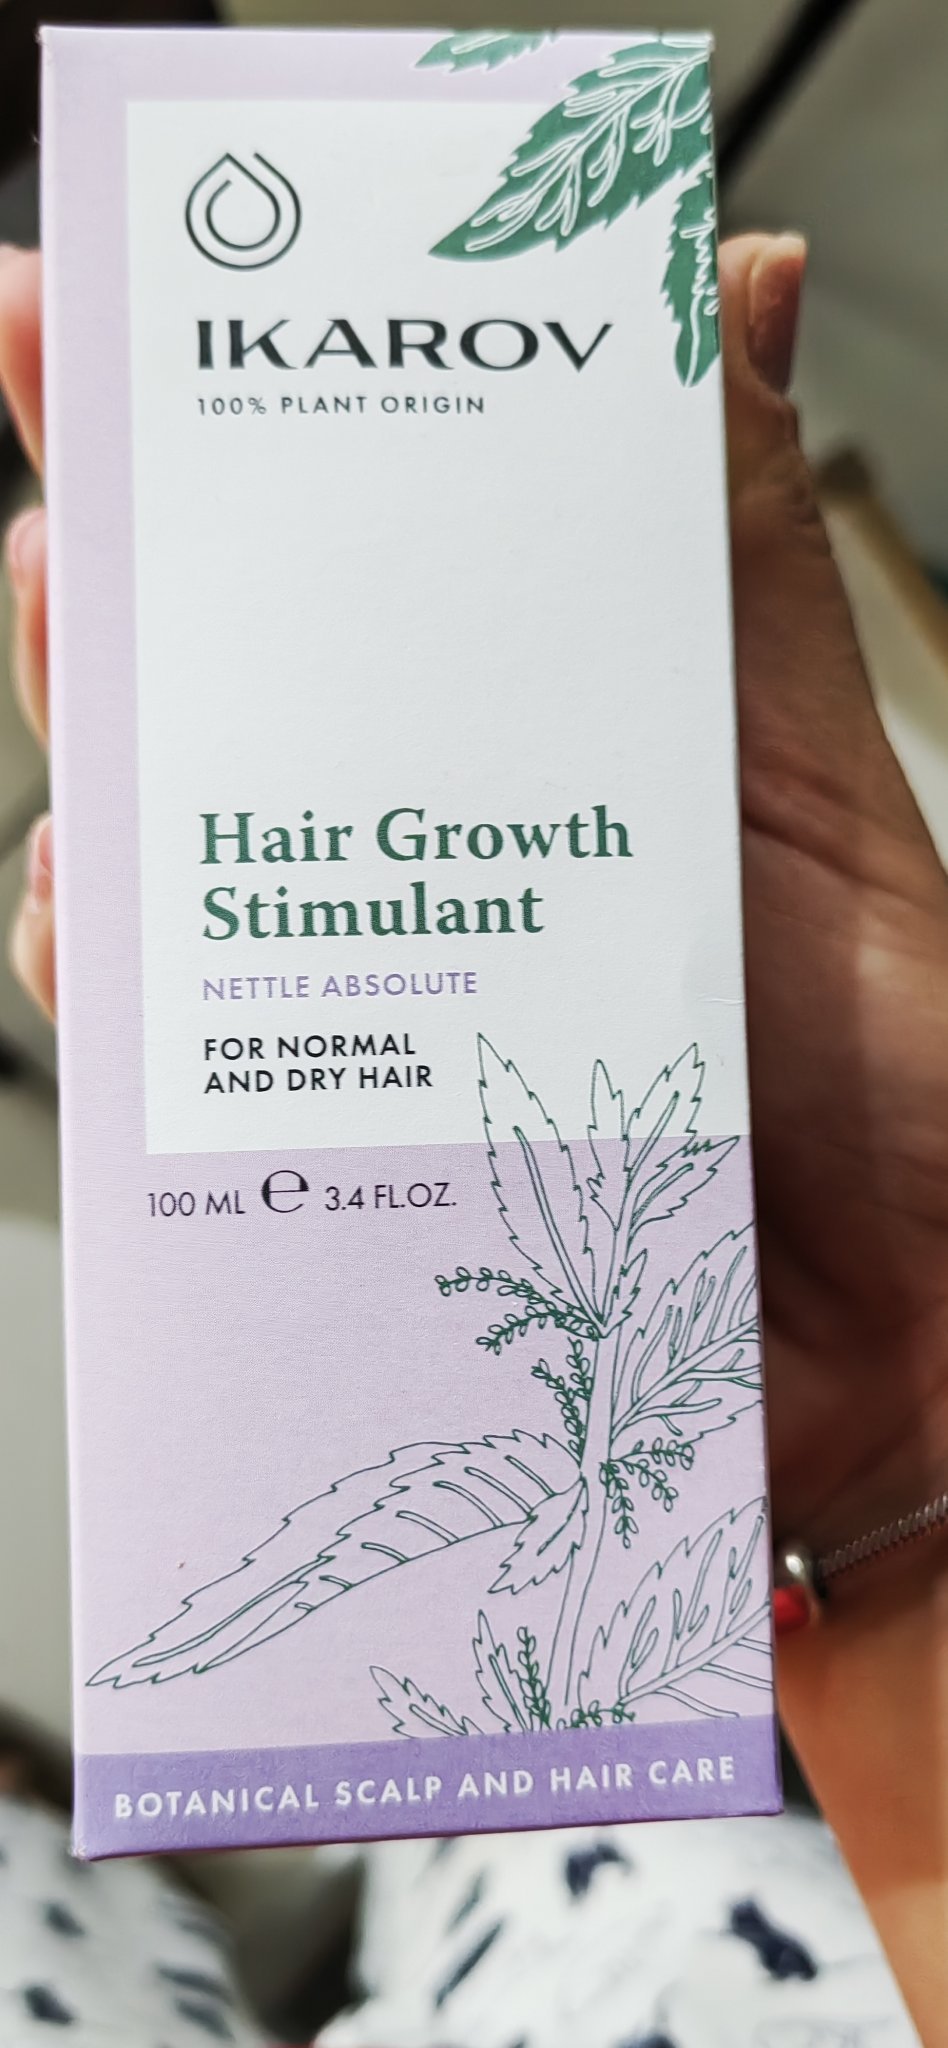 IKAROV
100% PLANT ORIGIN
Hair Growth
Stimulant
NETTLE ABSOLUTE
FOR NORMAL
AND DRY HAIR
100 ML ℮ 3.4 FL.OZ.
BOTANICAL SCALP AND HAIR CARE